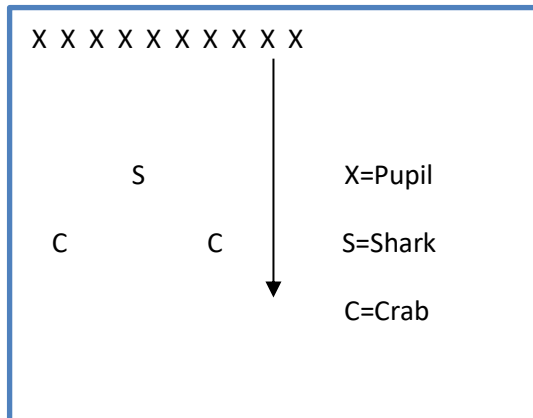 X X X X X X X X X X
S X=Pupil
C C S=Shark
C=Crab